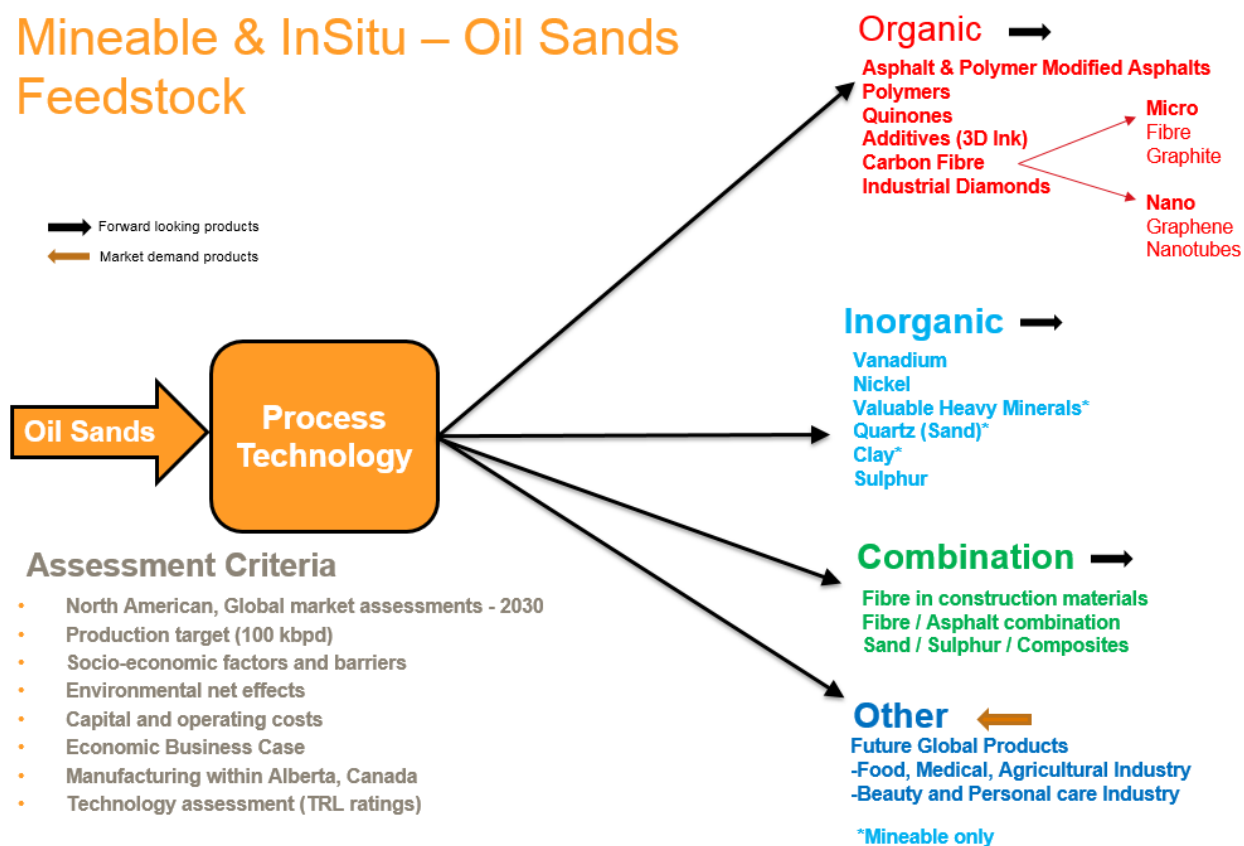 Mineable & InSitu – Oil Sands
Feedstock
Forward looking products
Market demand products
Oil Sands
Process
Technology
Assessment Criteria
• North American, Global market assessments - 2030
• Production target (100 kbpd)
• Socio-economic factors and barriers
• Environmental net effects
• Capital and operating costs
• Economic Business Case
• Manufacturing within Alberta, Canada
• Technology assessment (TRL ratings)
Organic
Asphalt & Polymer Modified Asphalts
Polymers
Quinones
Additives (3D Ink)
Carbon Fibre
Industrial Diamonds
Micro
Fibre
Graphite
Nano
Graphene
Nanotubes
Inorganic
Vanadium
Nickel
Valuable Heavy Minerals*
Quartz (Sand)*
Clay*
Sulphur
Combination
Fibre in construction materials
Fibre / Asphalt combination
Sand / Sulphur / Composites
Other
Future Global Products
-Food, Medical, Agricultural Industry
-Beauty and Personal care Industry
*Mineable only